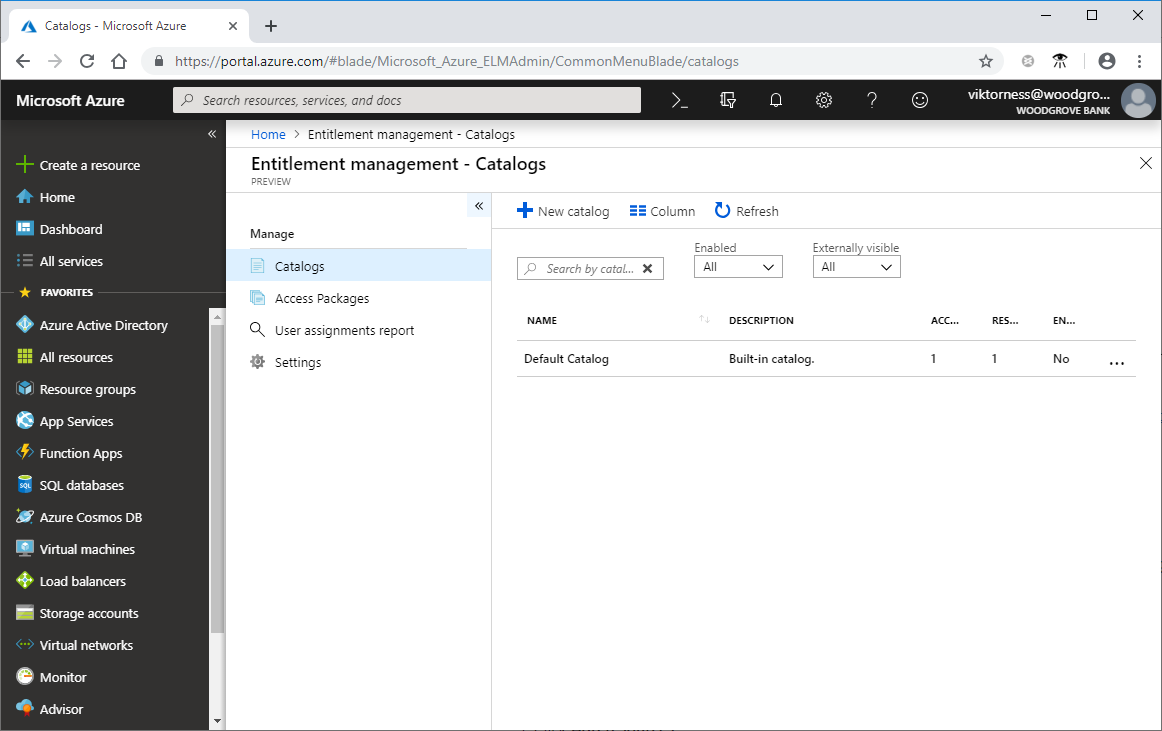 Catalogs - Microsoft Azure
https://portal.azure.com/#blade/Microsoft_Azure_ELMAdmin/CommonMenuBlade/catalogs
Microsoft Azure
Search resources, services, and docs
viktorness@woodgro...
WOODGROVE BANK
Create a resource
Home
Dashboard
All services
FAVORITES
Azure Active Directory
All resources
Resource groups
App Services
Function Apps
SQL databases
Azure Cosmos DB
Virtual machines
Load balancers
Storage accounts
Virtual networks
Monitor
Advisor
Home > Entitlement management - Catalogs
Entitlement management - Catalogs
PREVIEW
Manage
Catalogs
Access Packages
User assignments report
Settings
New catalog Column Refresh
Enabled Externally visible
Search by catal... All All
NAME DESCRIPTION ACC... RES... EN...
Default Catalog Built-in catalog. 1 1 No ...